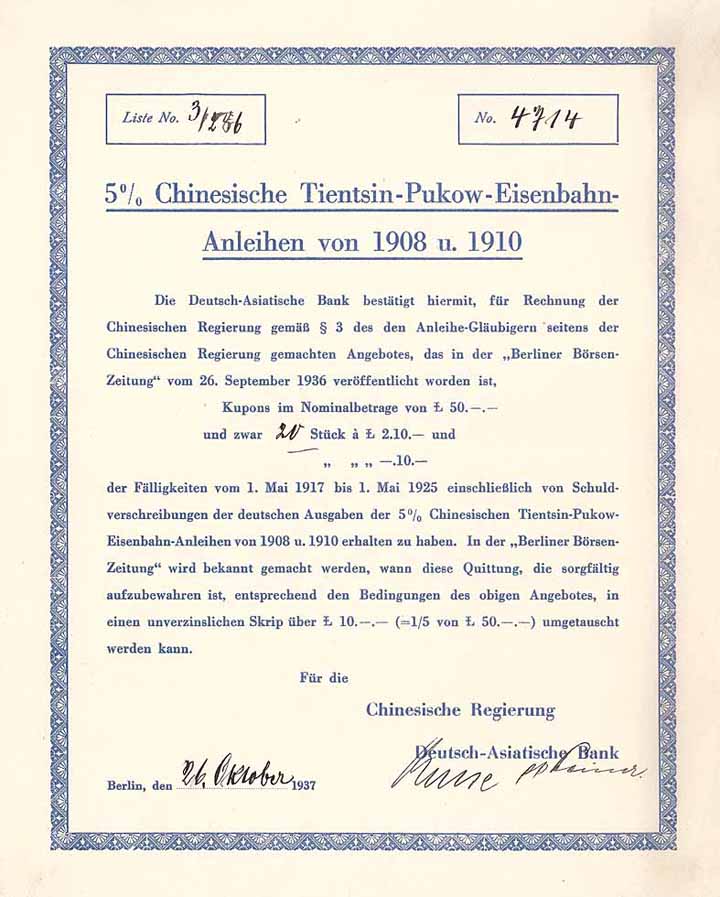 Liste No. 3/286
No. 4714
5% Chinesische Tientsin-Pukow-Eisenbahn-
Anleihen von 1908 u. 1910
Die Deutsch-Asiatische Bank bestätigt hiermit, für Rechnung der
Chinesischen Regierung gemäß § 3 des den Anleihe-Gläubigern seitens der
Chinesischen Regierung gemachten Angebotes, das in der „Berliner Börsen-
Zeitung“ vom 26. September 1936 veröffentlicht worden ist,
Kupons im Nominalbetrage von Ł 50.—.—
und zwar 20 Stück à Ł 2.10.— und
„ „ „ —.10.—
der Fälligkeiten vom 1. Mai 1917 bis 1. Mai 1925 einschließlich von Schuld-
verschreibungen der deutschen Ausgaben der 5% Chinesischen Tientsin-Pukow-
Eisenbahn-Anleihen von 1908 u. 1910 erhalten zu haben. In der „Berliner Börsen-
Zeitung“ wird bekannt gemacht werden, wann diese Quittung, die sorgfältig
aufzubewahren ist, entsprechend den Bedingungen des obigen Angebotes, in
einen unverzinslichen Skrip über Ł 10.—.— (=1/5 von Ł 50.—.—) umgetauscht
werden kann.
Für die
Chinesische Regierung
Deutsch-Asiatische Bank
Berlin, den 26. Oktober 1937